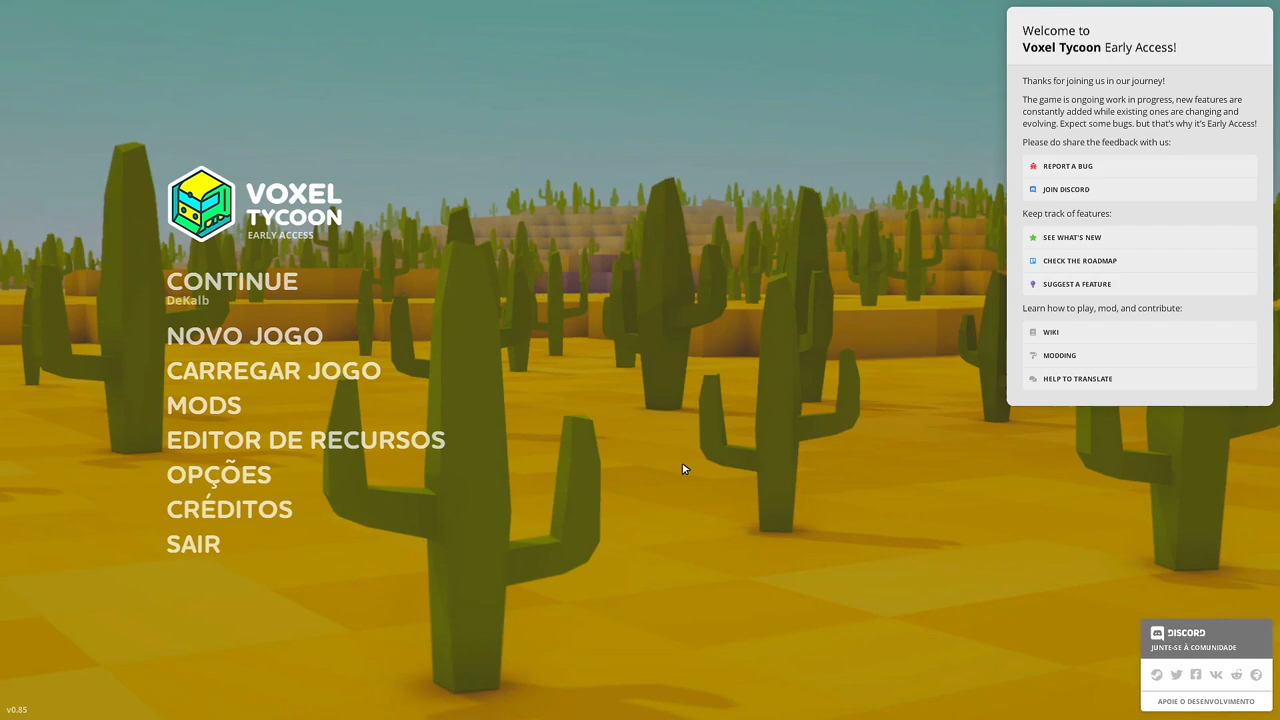 VOXEL
TYCOON
EARLY ACCESS
CONTINUE
DeKalb
NOVO JOGO
CARREGAR JOGO
MODS
EDITOR DE RECURSOS
OPÇÕES
CRÉDITOS
SAIR
v0.85
Welcome to
Voxel Tycoon Early Access!
Thanks for joining us in our journey!
The game is ongoing work in progress, new features are
constantly added while existing ones are changing and
evolving. Expect some bugs. but that's why it's Early Access!
Please do share the feedback with us:
REPORT A BUG
JOIN DISCORD
Keep track of features:
SEE WHAT'S NEW
CHECK THE ROADMAP
SUGGEST A FEATURE
Learn how to play, mod, and contribute:
WIKI
MODDING
HELP TO TRANSLATE
DISCORD
JUNTE-SE À COMUNIDADE
APOIE O DESENVOLVIMENTO